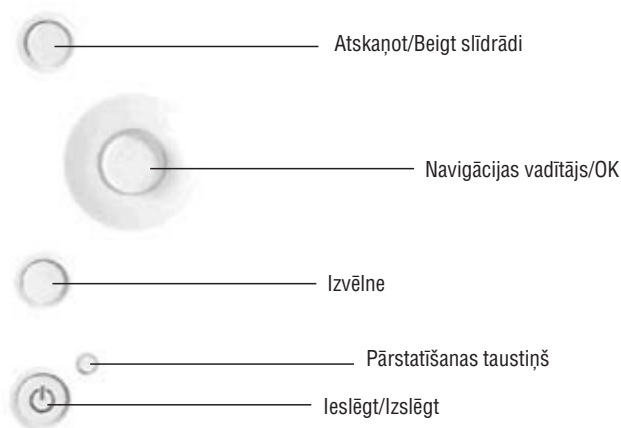 Atskaņot/Beigt slīdrādi
Navigācijas vadītājs/OK
Izvēlne
Pārstatīšanas taustiņš
Ieslēgt/Izslēgt